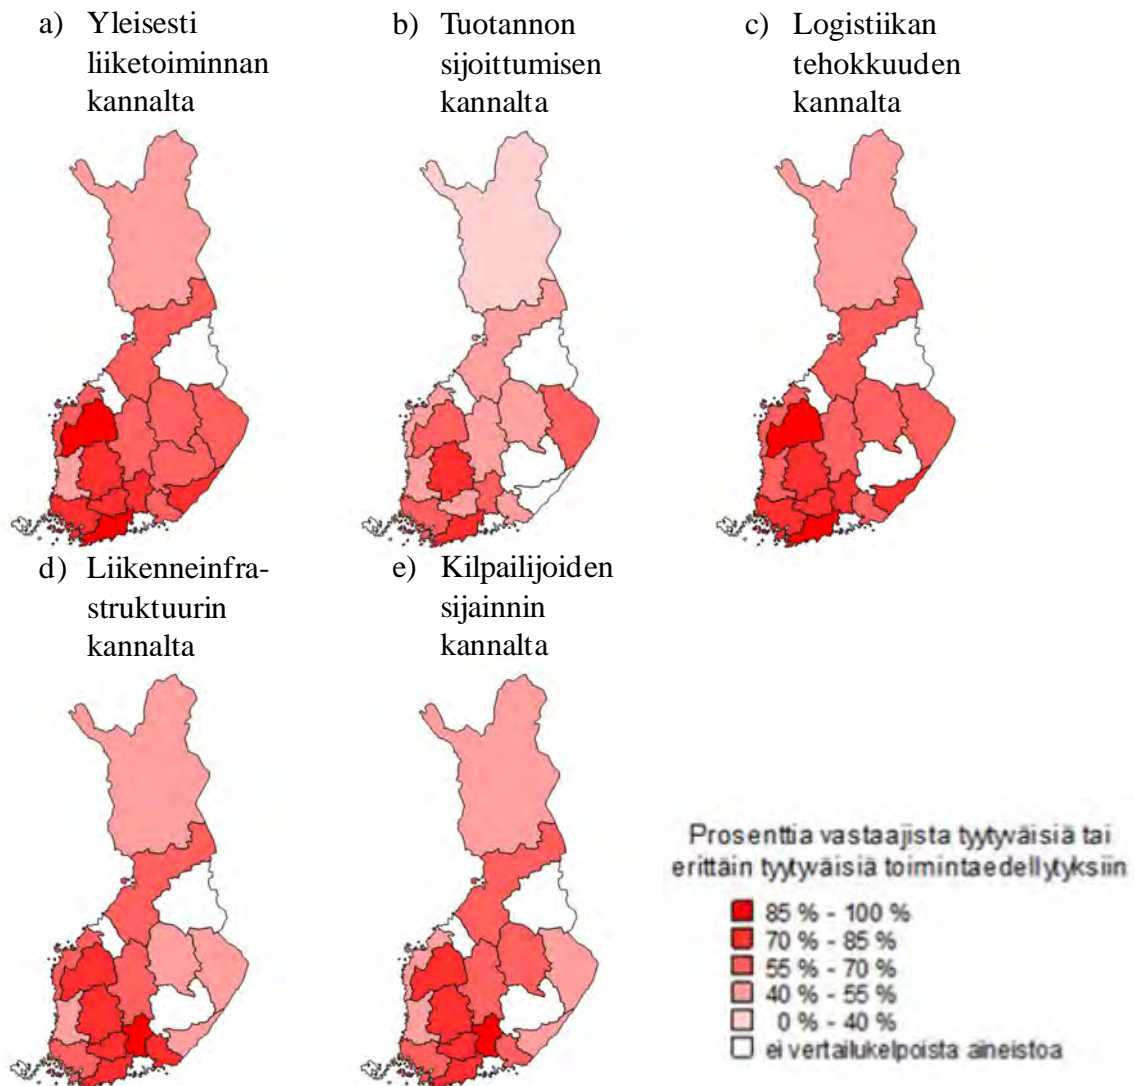 a) Yleisesti
liiketoiminnan
kannalta
b) Tuotannon
sijoittumisen
kannalta
c) Logistiikan
tehokkuuden
kannalta
d) Liikenneinfra-
struktuurin
kannalta
e) Kilpailijoiden
sijainnin
kannalta
Prosenttia vastaajista tyytyväisiä tai
erittäin tyytyväisiä toimintaedellytyksiin
85 % - 100 %
70 % - 85 %
55 % - 70 %
40 % - 55 %
0 % - 40 %
ei vertailukelpoista aineistoa